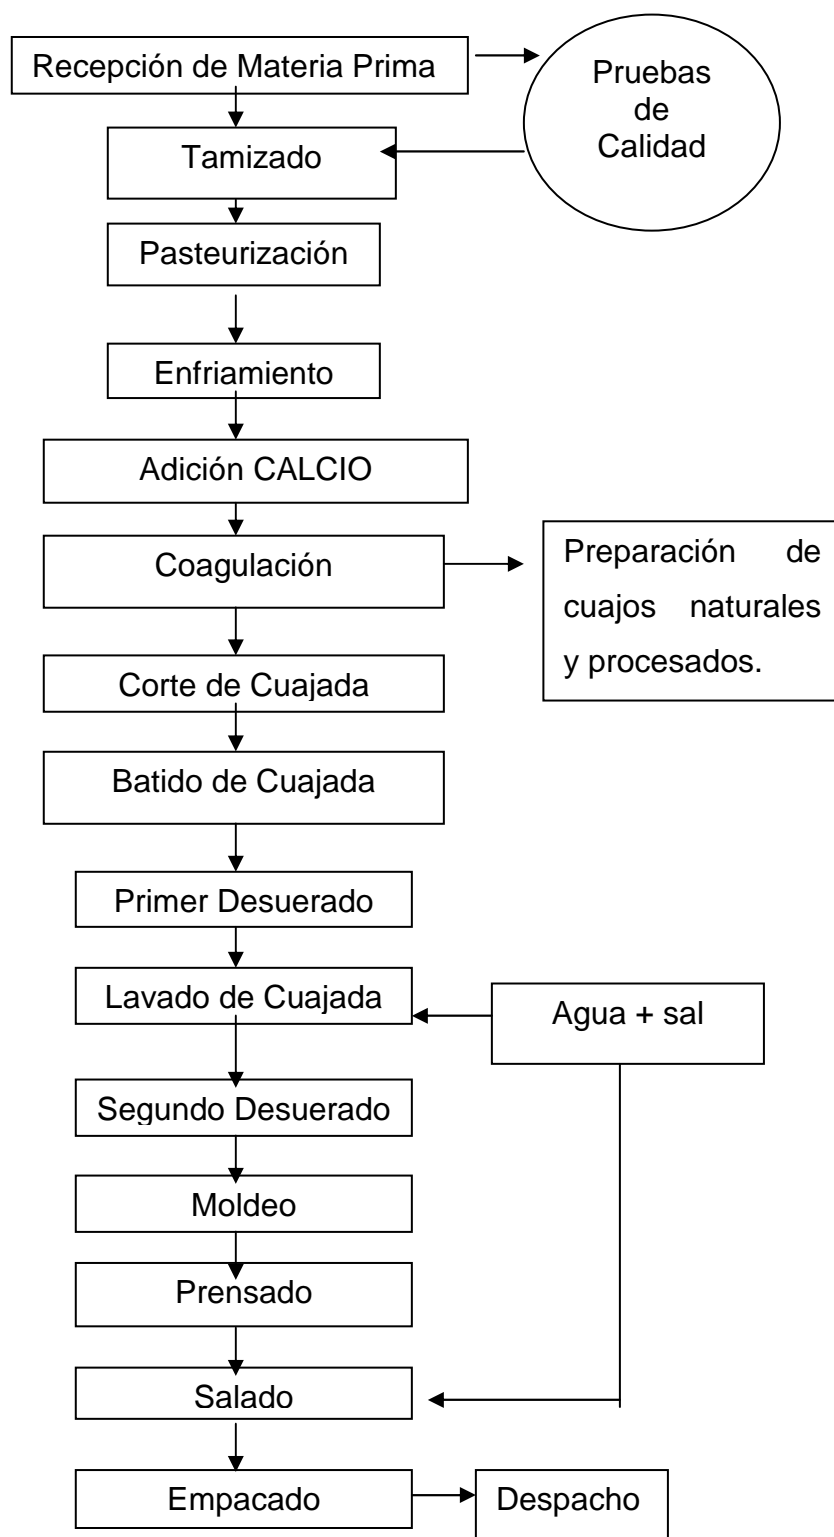 Recepción de Materia Prima
Pruebas
de
Calidad
Tamizado
Pasteurización
Enfriamiento
Adición CALCIO
Coagulación
Preparación de
cuajos naturales
y procesados.
Corte de Cuajada
Batido de Cuajada
Primer Desuerado
Lavado de Cuajada
Agua + sal
Segundo Desuerado
Moldeo
Prensado
Salado
Empacado
Despacho